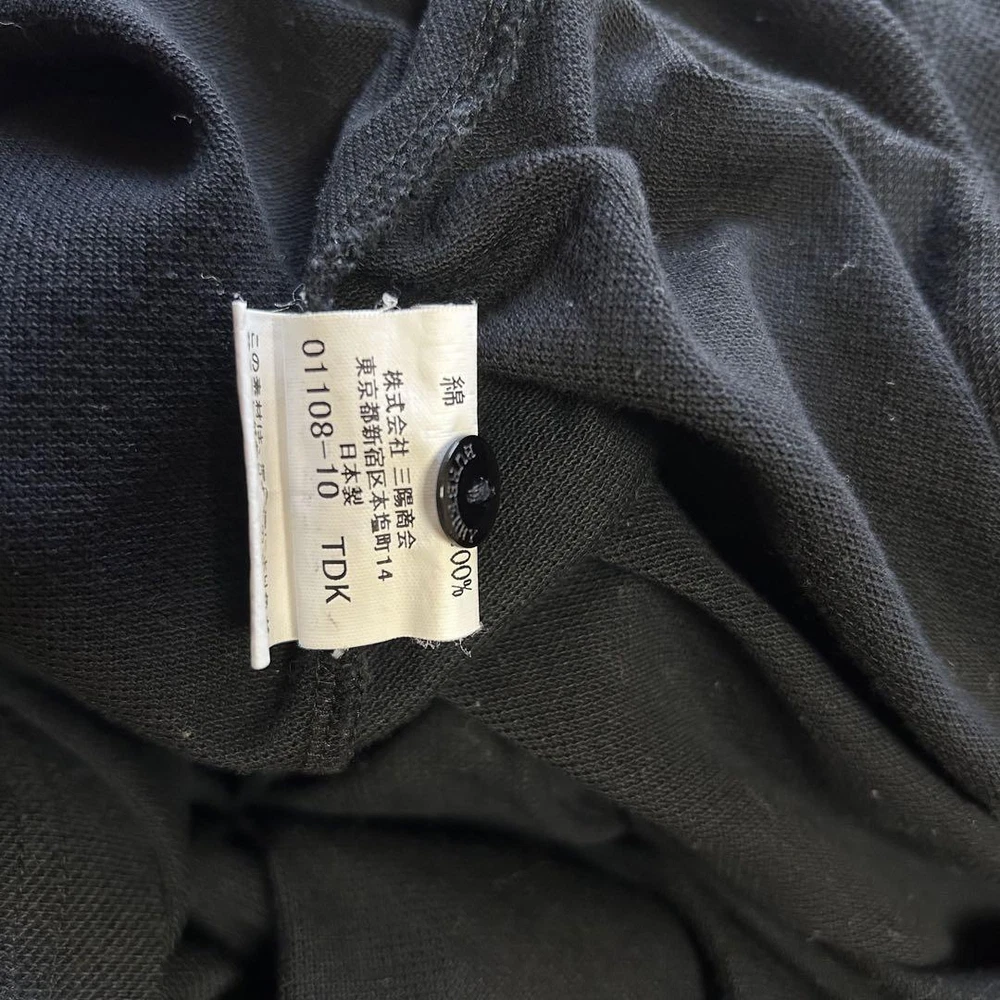 綿 100%
株式会社 三陽商会
東京都新宿区本塩町14
日本製
01108-10 TDK
この素材は